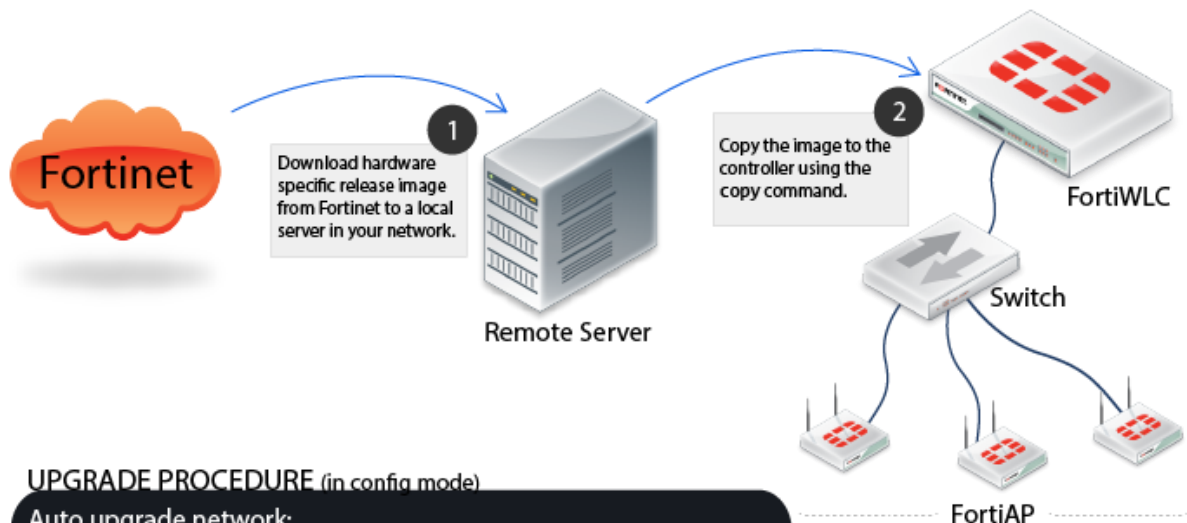 Fortinet
1
Download hardware
specific release image
from Fortinet to a local
server in your network.
Remote Server
2
Copy the image to the
controller using the
copy command.
FortiWLC
Switch
FortiAP
UPGRADE PROCEDURE (in config mode)
Auto upgrade network: